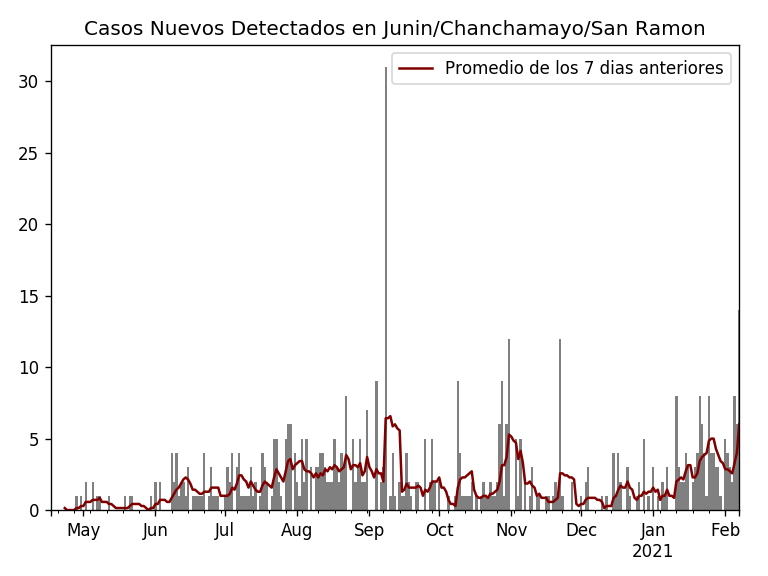 Casos Nuevos Detectados en Junin/Chanchamayo/San Ramon
Promedio de los 7 dias anteriores
30
25
20
15
10
5
0
May Jun Jul Aug Sep Oct Nov Dec Jan Feb
2021